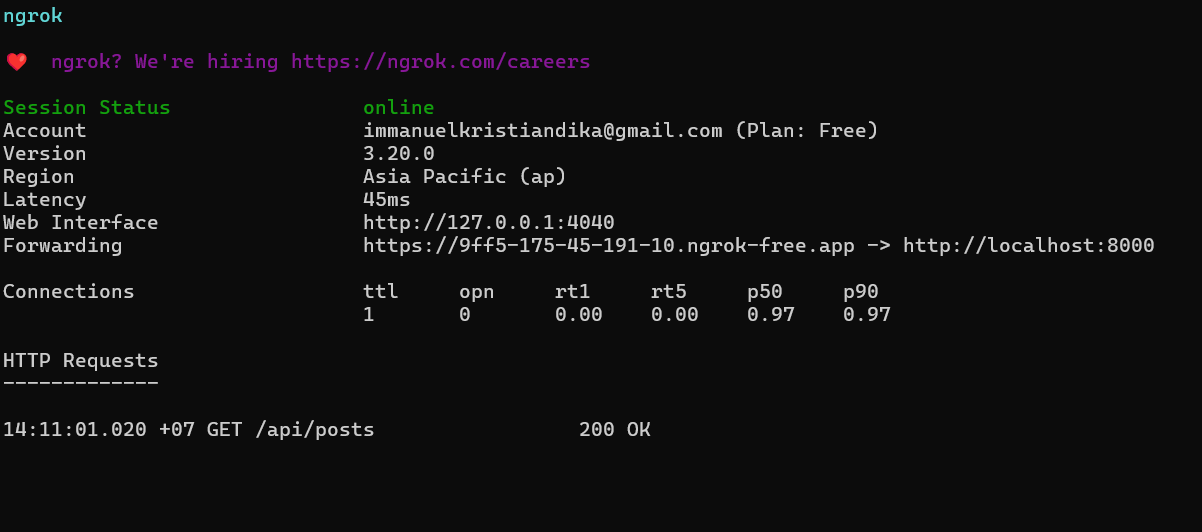 ngrok
❤️ ngrok? We're hiring https://ngrok.com/careers
Session Status online
Account immanuelkristiandika@gmail.com (Plan: Free)
Version 3.20.0
Region Asia Pacific (ap)
Latency 45ms
Web Interface http://127.0.0.1:4040
Forwarding https://9ff5-175-45-191-10.ngrok-free.app -> http://localhost:8000
Connections ttl opn rt1 rt5 p50 p90
1 0 0.00 0.00 0.97 0.97
HTTP Requests
-------------
14:11:01.020 +07 GET /api/posts 200 OK